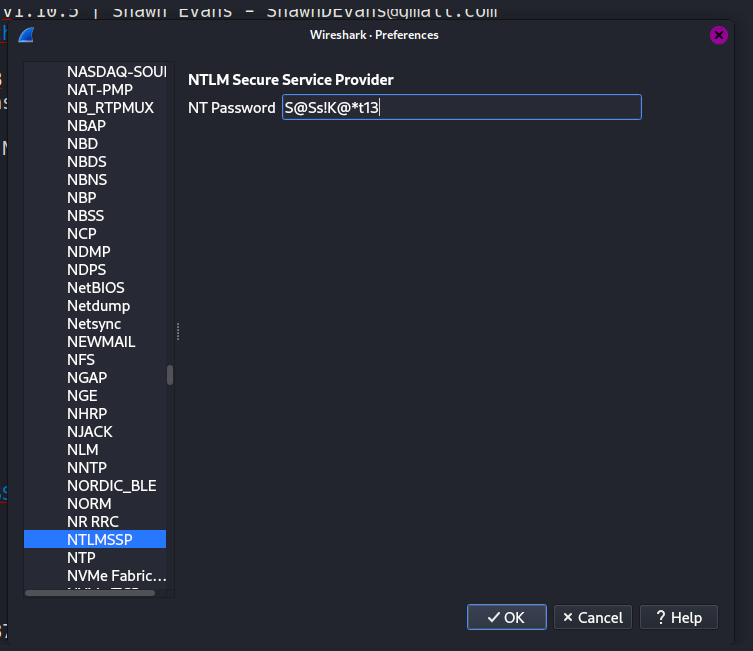 v1.10.5 | Shawn Evans - ShawnDEvans@gmail.com
Wireshark · Preferences
NASDAQ-SOU
NAT-PMP
NB_RTPMUX
NBAP
NBD
NBDS
NBNS
NBP
NBSS
NCP
NDMP
NDPS
NetBIOS
Netdump
Netsync
NEWMAIL
NFS
NGAP
NGE
NHRP
NJACK
NLM
NNTP
NORDIC_BLE
NORM
NR RRC
NTLMSSP
NTP
NVMe Fabric...
NTLM Secure Service Provider
NT Password S@Ss!K@*t13
OK
Cancel
? Help